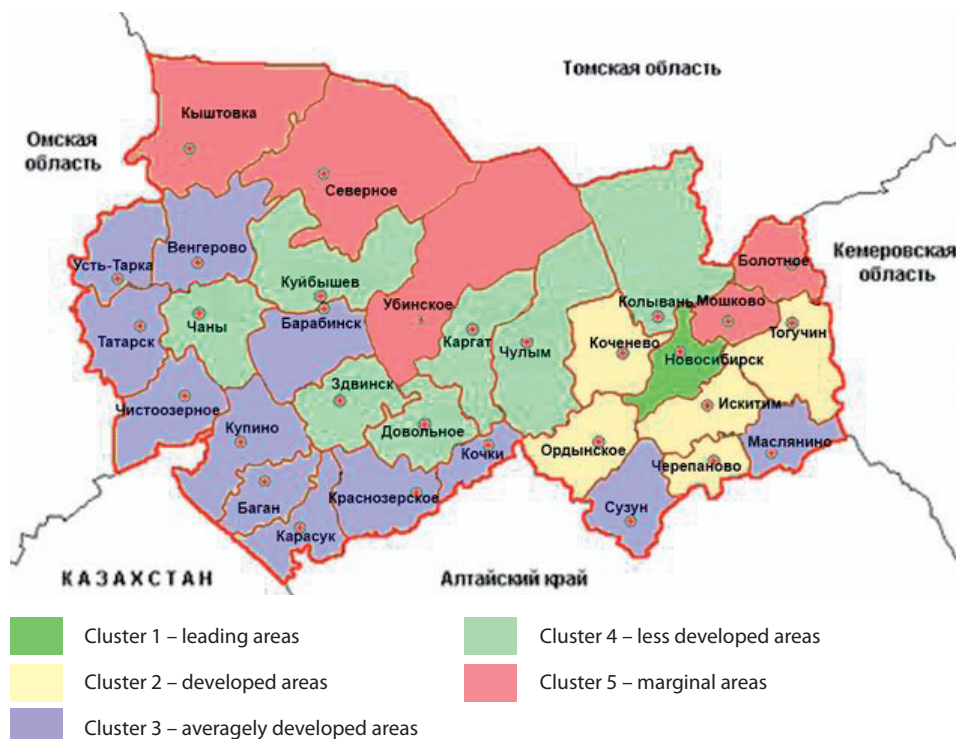 Томская область
Кыштовка
Омская
область
Северное
Венгерово
Усть-Тарка
Болотное
Кемеровская
область
Куйбышев
Убинское
Колывань
Мошково
Барабинск
Чаны
Татарск
Каргат
Чулым
Коченево
Тогучин
Новосибирск
Здвинск
Чистоозерное
Искитим
Купино
Довольное
Кочки
Маслянино
Ордынское
Черепаново
Баган
Краснозерское
Сузун
Карасук
КАЗАХСТАН
Алтайский край
Cluster 1 – leading areas
Cluster 2 – developed areas
Cluster 3 – averagely developed areas
Cluster 4 – less developed areas
Cluster 5 – marginal areas